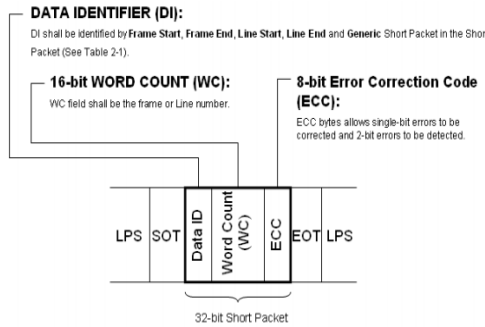 DATA IDENTIFIER (DI):
DI shall be identified by Frame Start, Frame End, Line Start, Line End and Generic Short Packet in the Shor
Packet (See Table 2-1).
16-bit WORD COUNT (WC):
WC field shall be the frame or Line number.
8-bit Error Correction Code
(ECC):
ECC bytes allows single-bit errors to be
corrected and 2-bit errors to be detected.
LPS SOT Data ID Word Count (WC) ECC EOT LPS
32-bit Short Packet